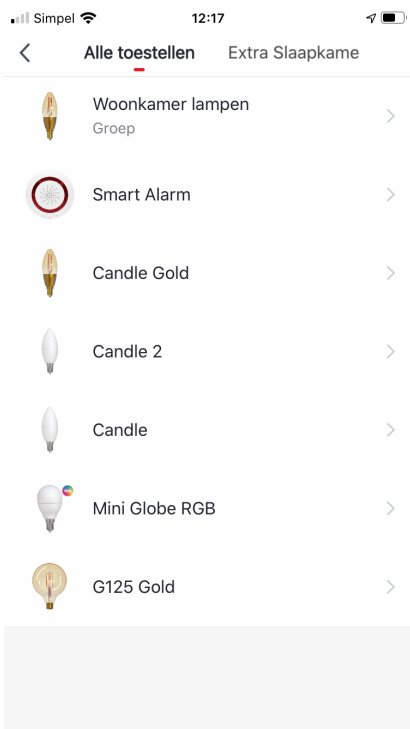 Simpel 12:17
Alle toestellen Extra Slaapkame
Woonkamer lampen
Groep
Smart Alarm
Candle Gold
Candle 2
Candle
Mini Globe RGB
G125 Gold